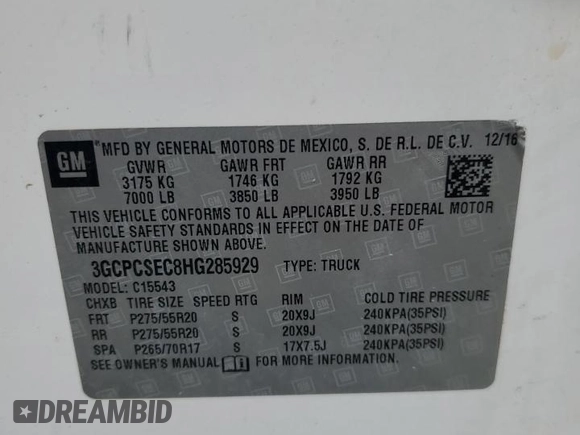 GM
MFD BY GENERAL MOTORS DE MEXICO, S. DE R.L. DE C.V. 12/16
GVWR GAWR FRT GAWR RR
3175 KG 1746 KG 1792 KG
7000 LB 3850 LB 3950 LB
THIS VEHICLE CONFORMS TO ALL APPLICABLE U.S. FEDERAL MOTOR
VEHICLE SAFETY STANDARDS IN EFFECT ON THE DATE OF
MANUFACTURE SHOWN ABOVE.
3GCPCSEC8HG285929 TYPE: TRUCK
MODEL: C15543
CHXB TIRE SIZE SPEED RTG RIM COLD TIRE PRESSURE
FRT P275/55R20 S 20X9J 240KPA(35PSI)
RR P275/55R20 S 20X9J 240KPA(35PSI)
SPA P265/70R17 S 17X7.5J 240KPA(35PSI)
SEE OWNER'S MANUAL FOR MORE INFORMATION.
DREAMBID